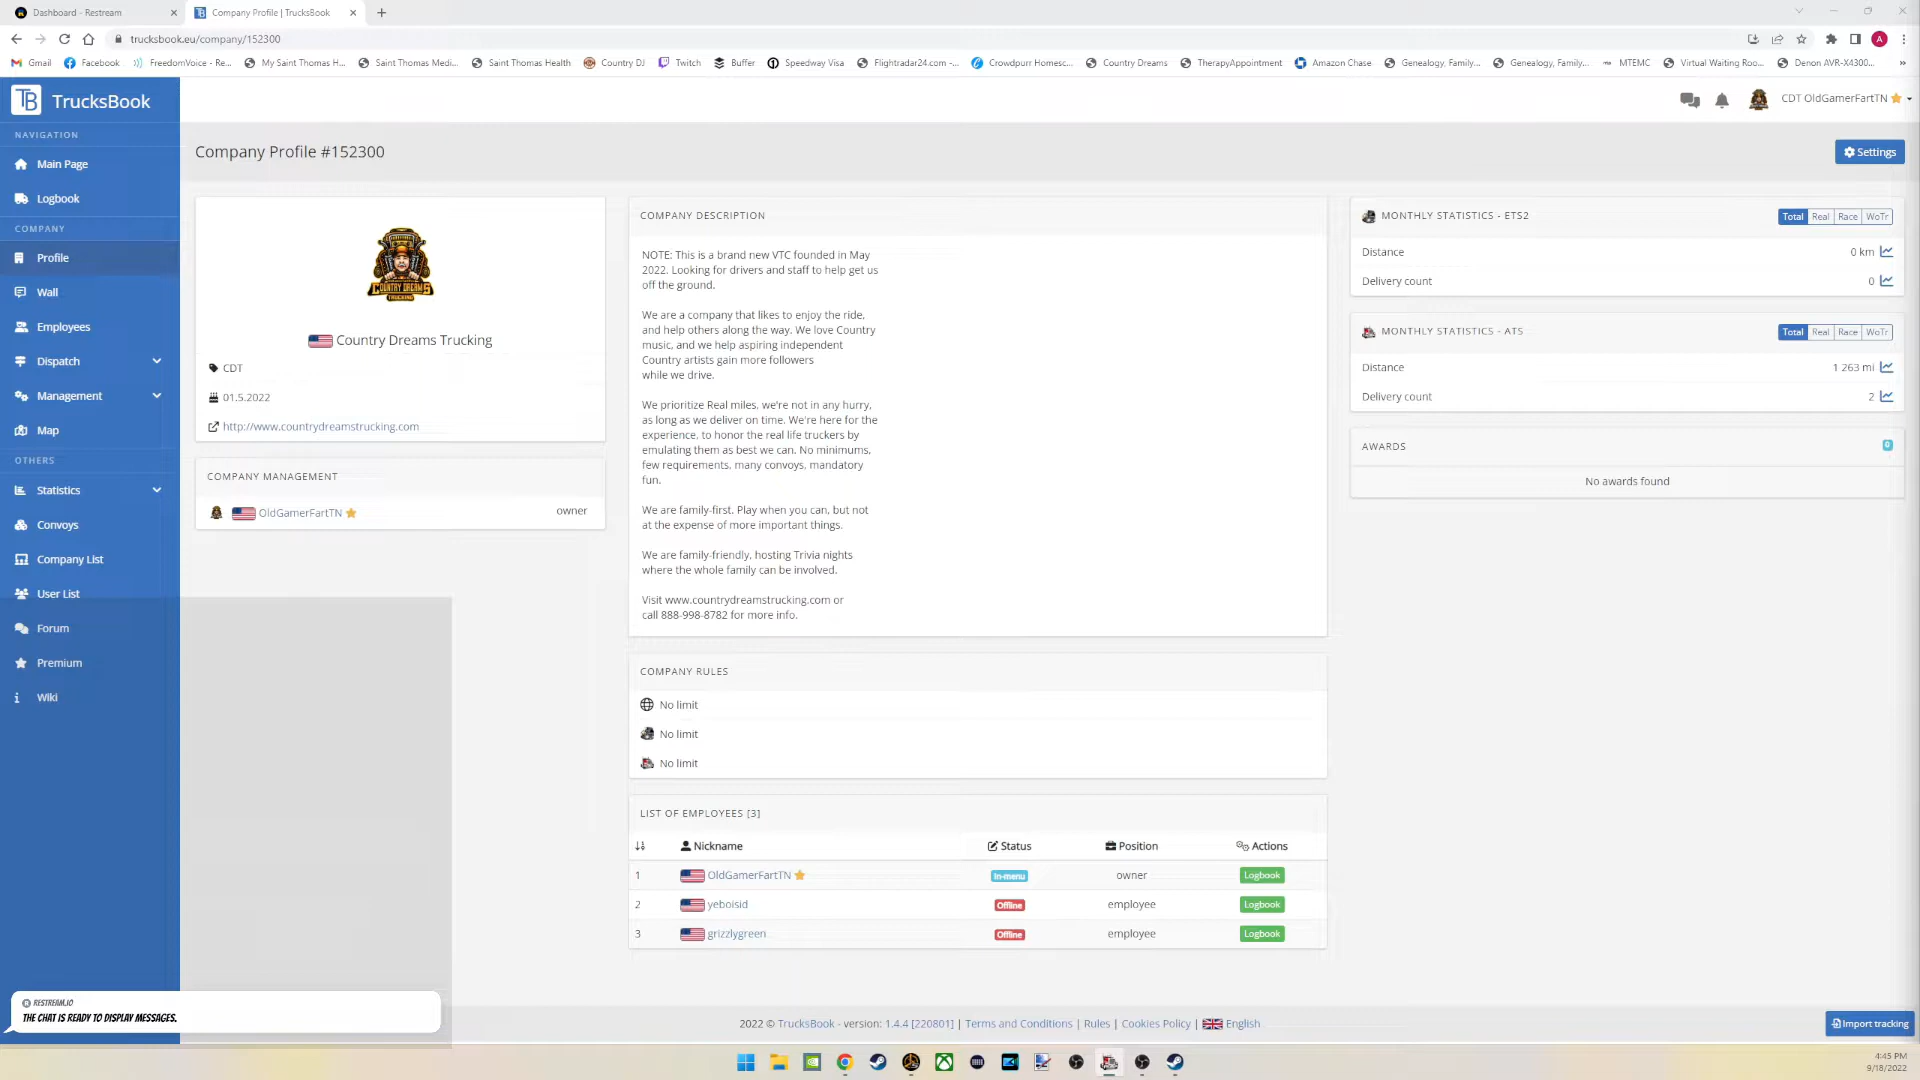 Dashboard - Restream
Company Profile | TrucksBook
trucksbook.eu/company/152300
Gmail
Facebook
FreedomVoice - Re...
My Saint Thomas H...
Saint Thomas Medi...
Saint Thomas Health
Country DJ
Twitch
Buffer
Speedway Visa
Flightradar24.com -...
Crowdpurr Homesc...
Country Dreams
TherapyAppointment
Amazon Chase
Genealogy, Family,...
Genealogy, Family,...
MTEMC
Virtual Waiting Roo...
Denon AVR-X4300...
TB TrucksBook
CDT OldGamerFartTN
NAVIGATION
Main Page
Logbook
COMPANY
Profile
Wall
Employees
Dispatch
Management
Map
OTHERS
Statistics
Convoys
Company List
User List
Forum
Premium
Wiki
Company Profile #152300
Settings
COUNTRY DREAMS
TRUCKING
Country Dreams Trucking
CDT
01.5.2022
http://www.countrydreamstrucking.com
COMPANY MANAGEMENT
OldGamerFartTN owner
COMPANY DESCRIPTION
NOTE: This is a brand new VTC founded in May
2022. Looking for drivers and staff to help get us
off the ground.
We are a company that likes to enjoy the ride,
and help others along the way. We love Country
music, and we help aspiring independent
Country artists gain more followers
while we drive.
We prioritize Real miles, we're not in any hurry,
as long as we deliver on time. We're here for the
experience, to honor the real life truckers by
emulating them as best we can. No minimums,
few requirements, many convoys, mandatory
fun.
We are family-first. Play when you can, but not
at the expense of more important things.
We are family-friendly, hosting Trivia nights
where the whole family can be involved.
Visit www.countrydreamstrucking.com or
call 888-998-8782 for more info.
COMPANY RULES
No limit
No limit
No limit
LIST OF EMPLOYEES [3]
Nickname Status Position Actions
1 OldGamerFartTN In-menu owner Logbook
2 yeboisid Offline employee Logbook
3 grizzlygreen Offline employee Logbook
MONTHLY STATISTICS - ETS2
Total Real Race WoTr
Distance 0 km
Delivery count 0
MONTHLY STATISTICS - ATS
Total Real Race WoTr
Distance 1 263 mi
Delivery count 2
AWARDS 0
No awards found
RESTREAM.IO
THE CHAT IS READY TO DISPLAY MESSAGES.
2022 © TrucksBook - version: 1.4.4 [220801] | Terms and Conditions | Rules | Cookies Policy | English
Import tracking
4:45 PM
9/18/2022